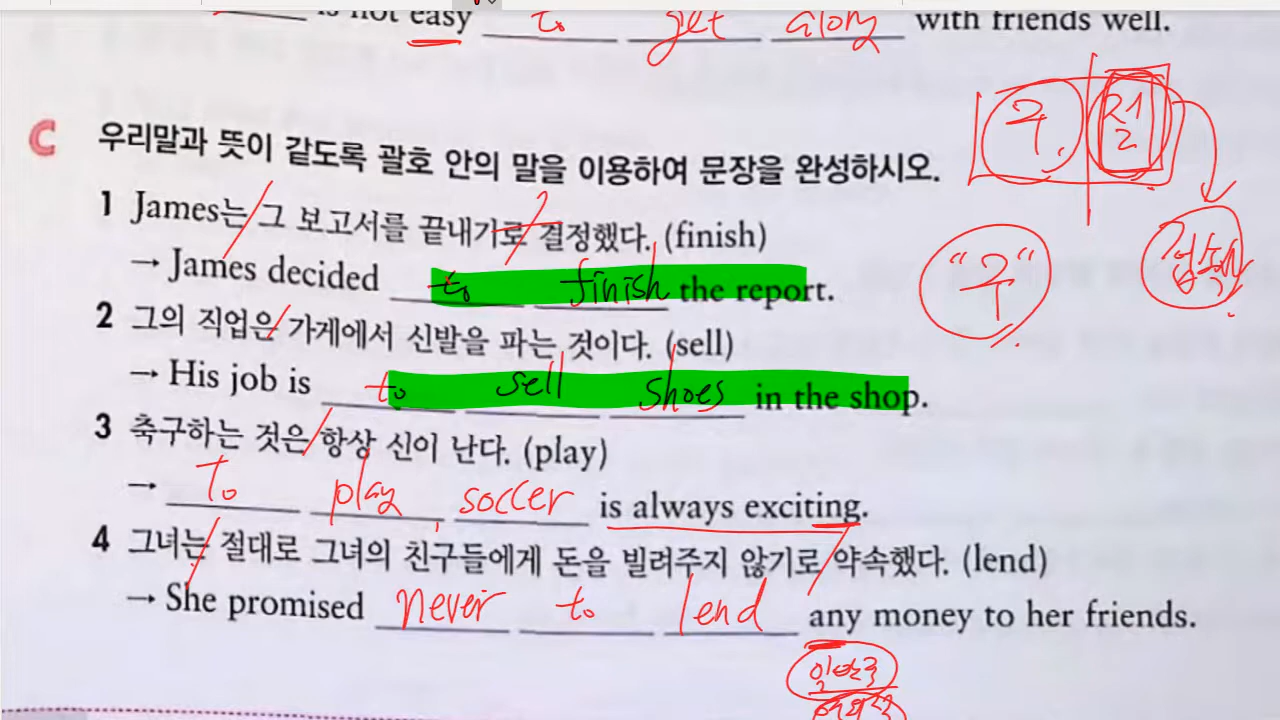 is not easy to get along with friends well.
구, 절
C 우리말과 뜻이 같도록 괄호 안의 말을 이용하여 문장을 완성하시오.
1 James는 그 보고서를 끝내기로 결정했다. (finish)
→ James decided to finish the report.
"구"
2 그의 직업은 가게에서 신발을 파는 것이다. (sell)
→ His job is to sell shoes in the shop.
3 축구하는 것은 항상 신이 난다. (play)
→ To play soccer is always exciting.
4 그녀는 절대로 그녀의 친구들에게 돈을 빌려주지 않기로 약속했다. (lend)
→ She promised never to lend any money to her friends.